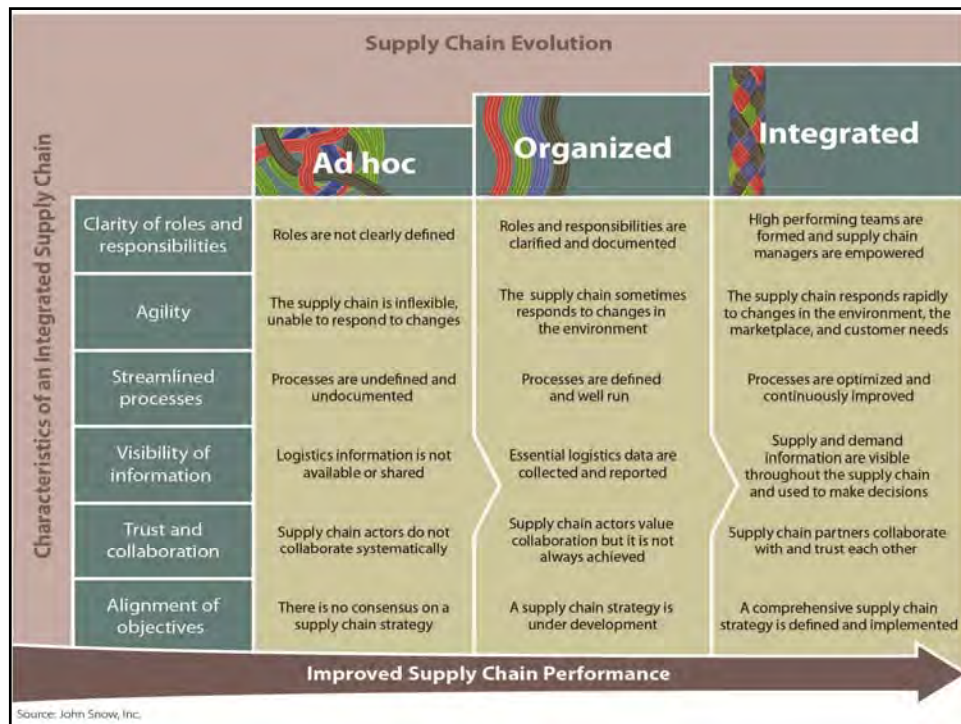 Supply Chain Evolution
Characteristics of an Integrated Supply Chain
Ad hoc
Organized
Integrated
Clarity of roles and
responsibilities
Roles are not clearly defined
Roles and responsibilities are
clarified and documented
High performing teams are
formed and supply chain
managers are empowered
Agility
The supply chain is inflexible,
unable to respond to changes
The supply chain sometimes
responds to changes in
the environment
The supply chain responds rapidly
to changes in the environment, the
marketplace, and customer needs
Streamlined
processes
Processes are undefined and
undocumented
Processes are defined
and well run
Processes are optimized and
continuously improved
Visibility of
information
Logistics information is not
available or shared
Essential logistics data are
collected and reported
Supply and demand
information are visible
throughout the supply chain
and used to make decisions
Trust and
collaboration
Supply chain actors do not
collaborate systematically
Supply chain actors value
collaboration but it is not
always achieved
Supply chain partners collaborate
with and trust each other
Alignment of
objectives
There is no consensus on a
supply chain strategy
A supply chain strategy is
under development
A comprehensive supply chain
strategy is defined and implemented
Improved Supply Chain Performance
Source: John Snow, Inc.